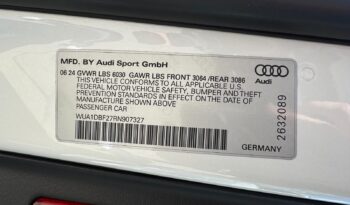 MFD. BY Audi Sport GmbH
06 24 GVWR LBS 6030 GAWR LBS FRONT 3064 /REAR 3086
THIS VEHICLE CONFORMS TO ALL APPLICABLE U.S.
FEDERAL MOTOR VEHICLE SAFETY, BUMPER AND THEFT
PREVENTION STANDARDS IN EFFECT ON THE DATE OF
MANUFACTURE SHOWN ABOVE
PASSENGER CAR
WUA1DBF27RN907327
Audi
2632089
GERMANY